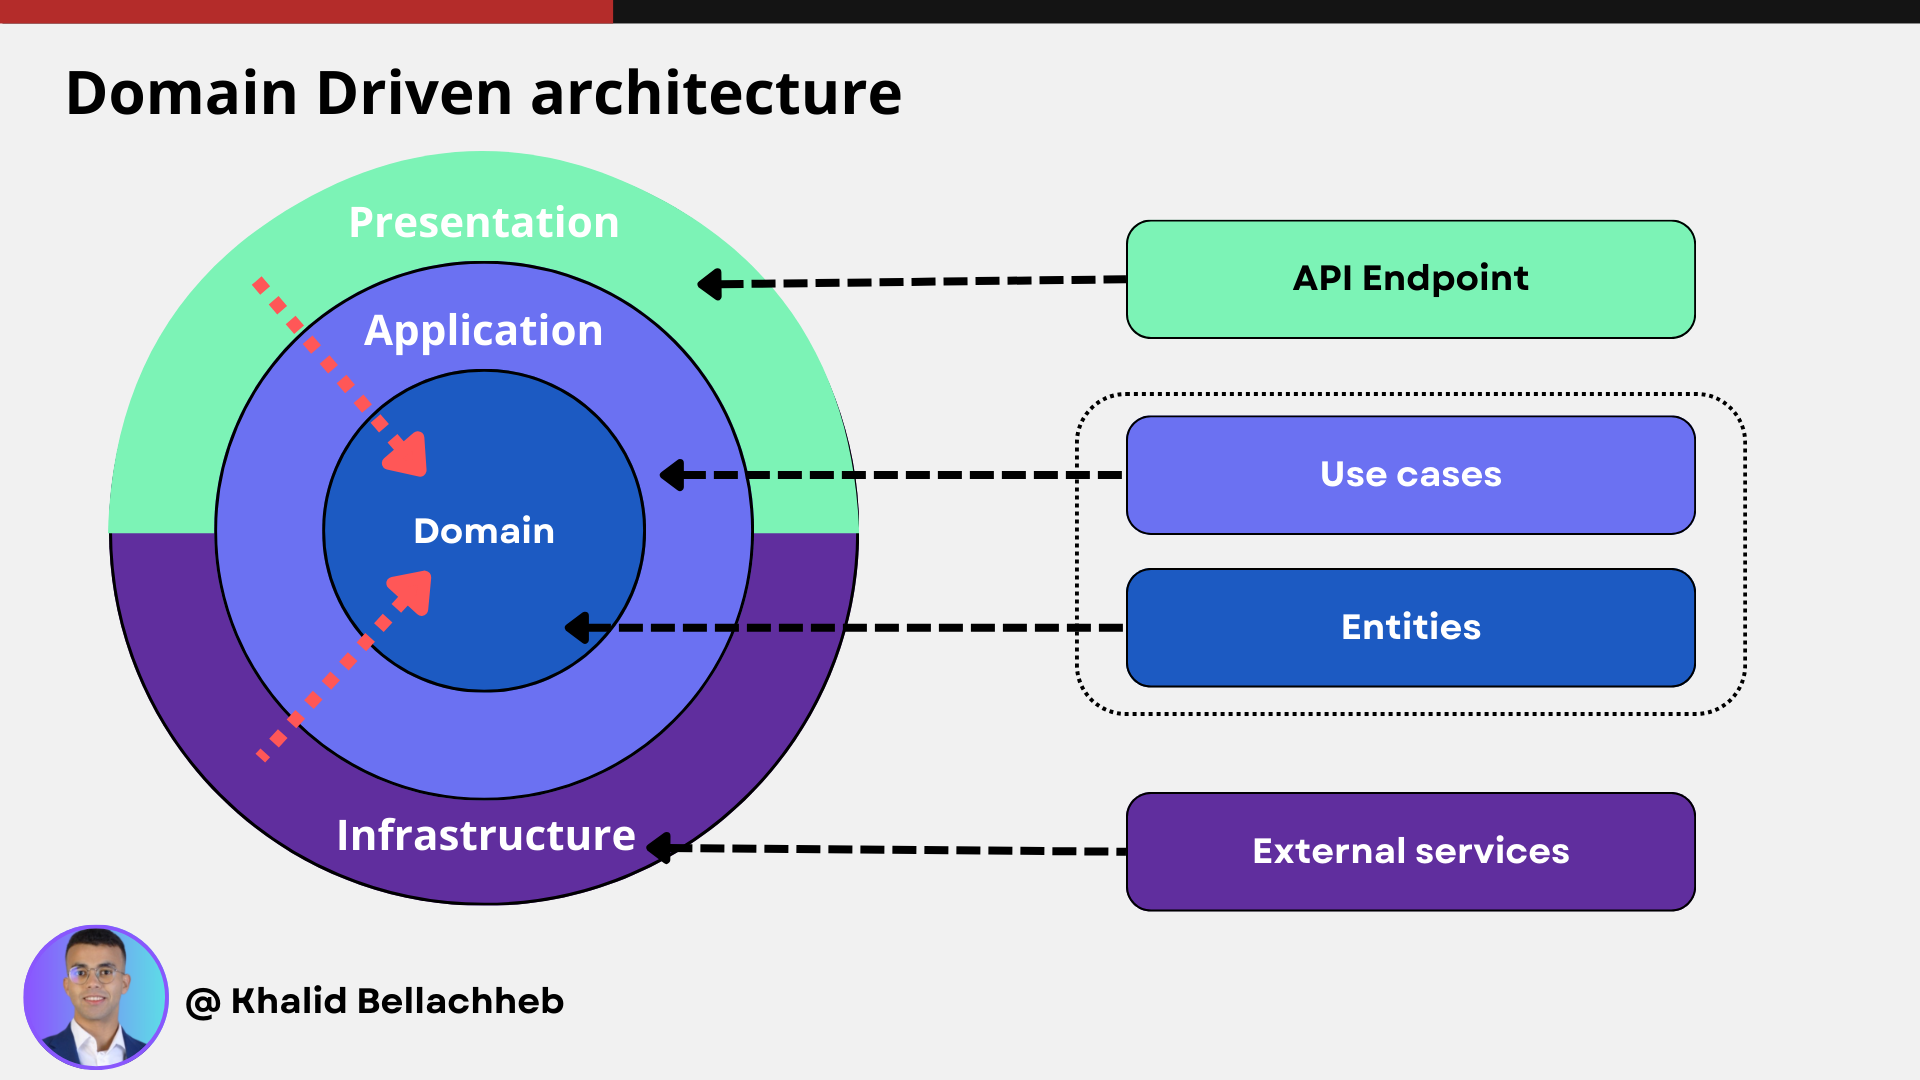 Domain Driven architecture
Presentation
API Endpoint
Application
Use cases
Domain
Entities
Infrastructure
External services
@ Khalid Bellachheb